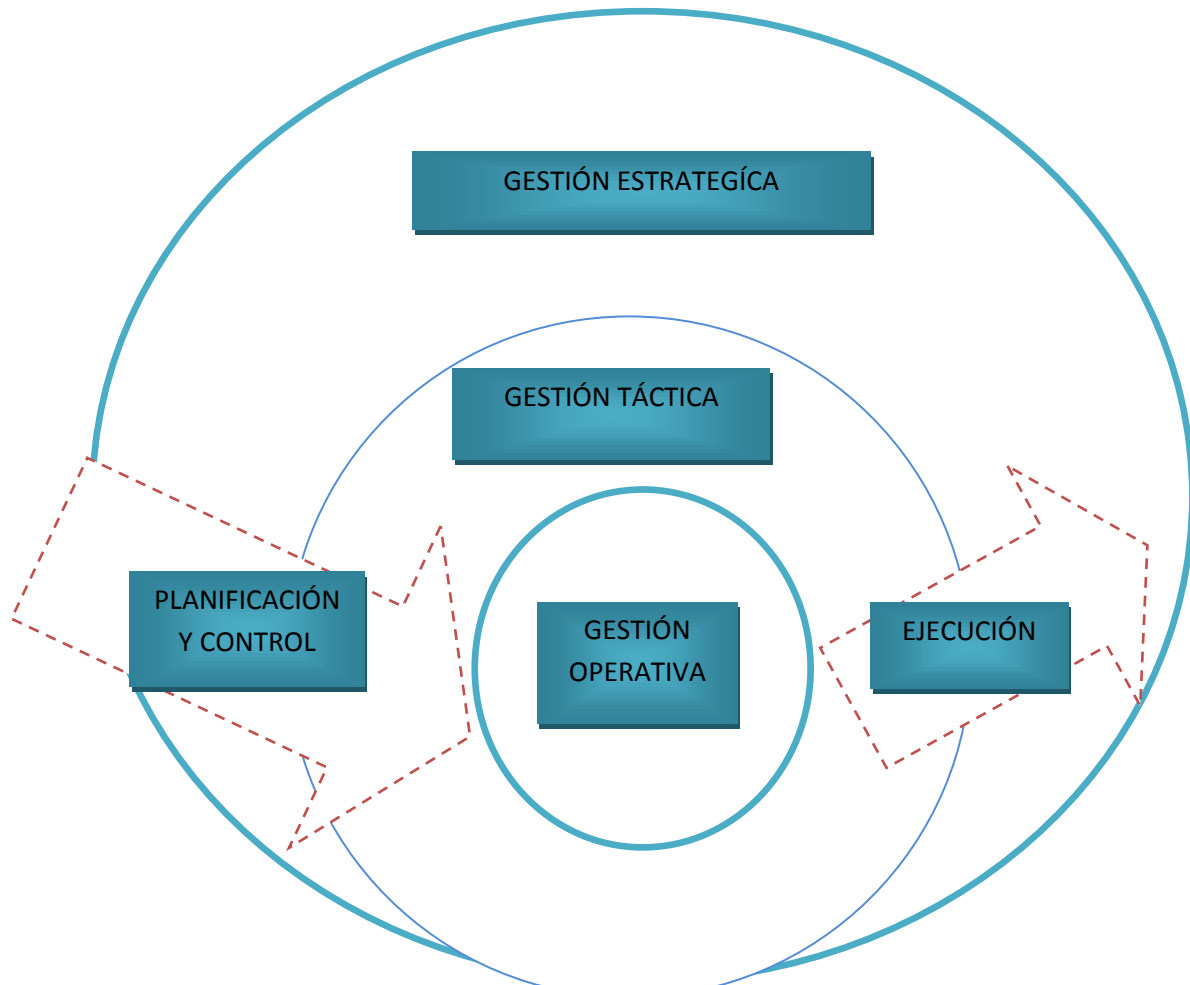 GESTIÓN ESTRATEGÍCA
GESTIÓN TÁCTICA
PLANIFICACIÓN
Y CONTROL
GESTIÓN
OPERATIVA
EJECUCIÓN